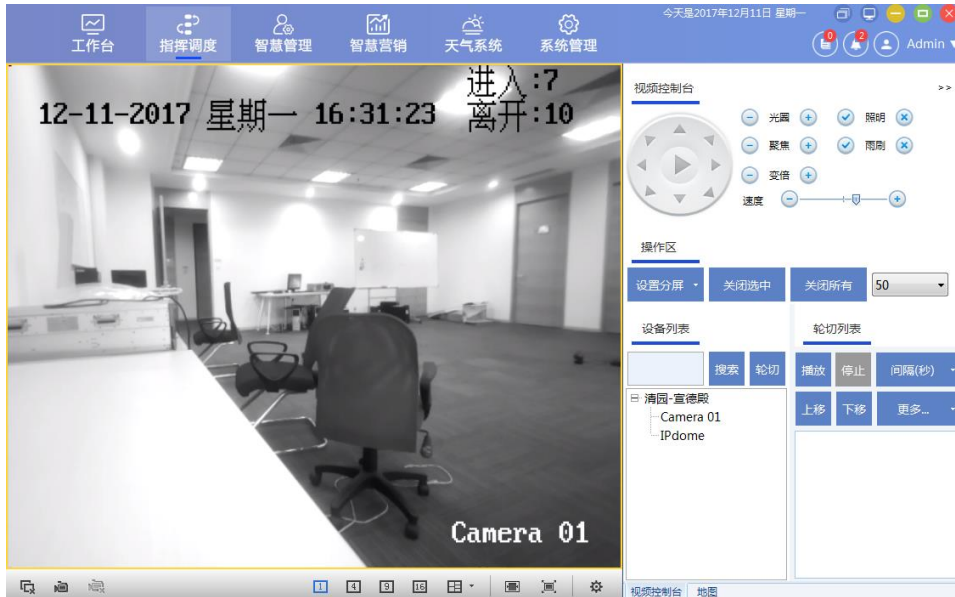 今天是2017年12月11日 星期一
工作台 指挥调度 智慧管理 智慧营销 天气系统 系统管理
0 2 Admin
进入:7
12-11-2017 星期一 16:31:23 离开:10
Camera 01
视频控制台 >>
光圈 照明
聚焦 雨刷
变倍
速度
操作区
设置分屏 关闭选中 关闭所有 50
设备列表 轮切列表
搜索 轮切 播放 停止 间隔(秒)
上移 下移 更多...
清园-宣德殿
Camera 01
IPdome
1 4 9 16
视频控制台 地图